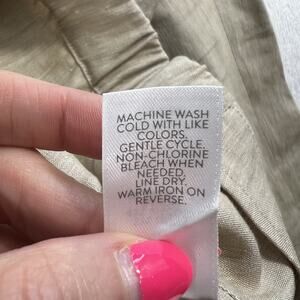 MACHINE WASH
COLD WITH LIKE
COLORS.
GENTLE CYCLE.
NON-CHLORINE
BLEACH WHEN
NEEDED.
LINE DRY.
WARM IRON ON
REVERSE.